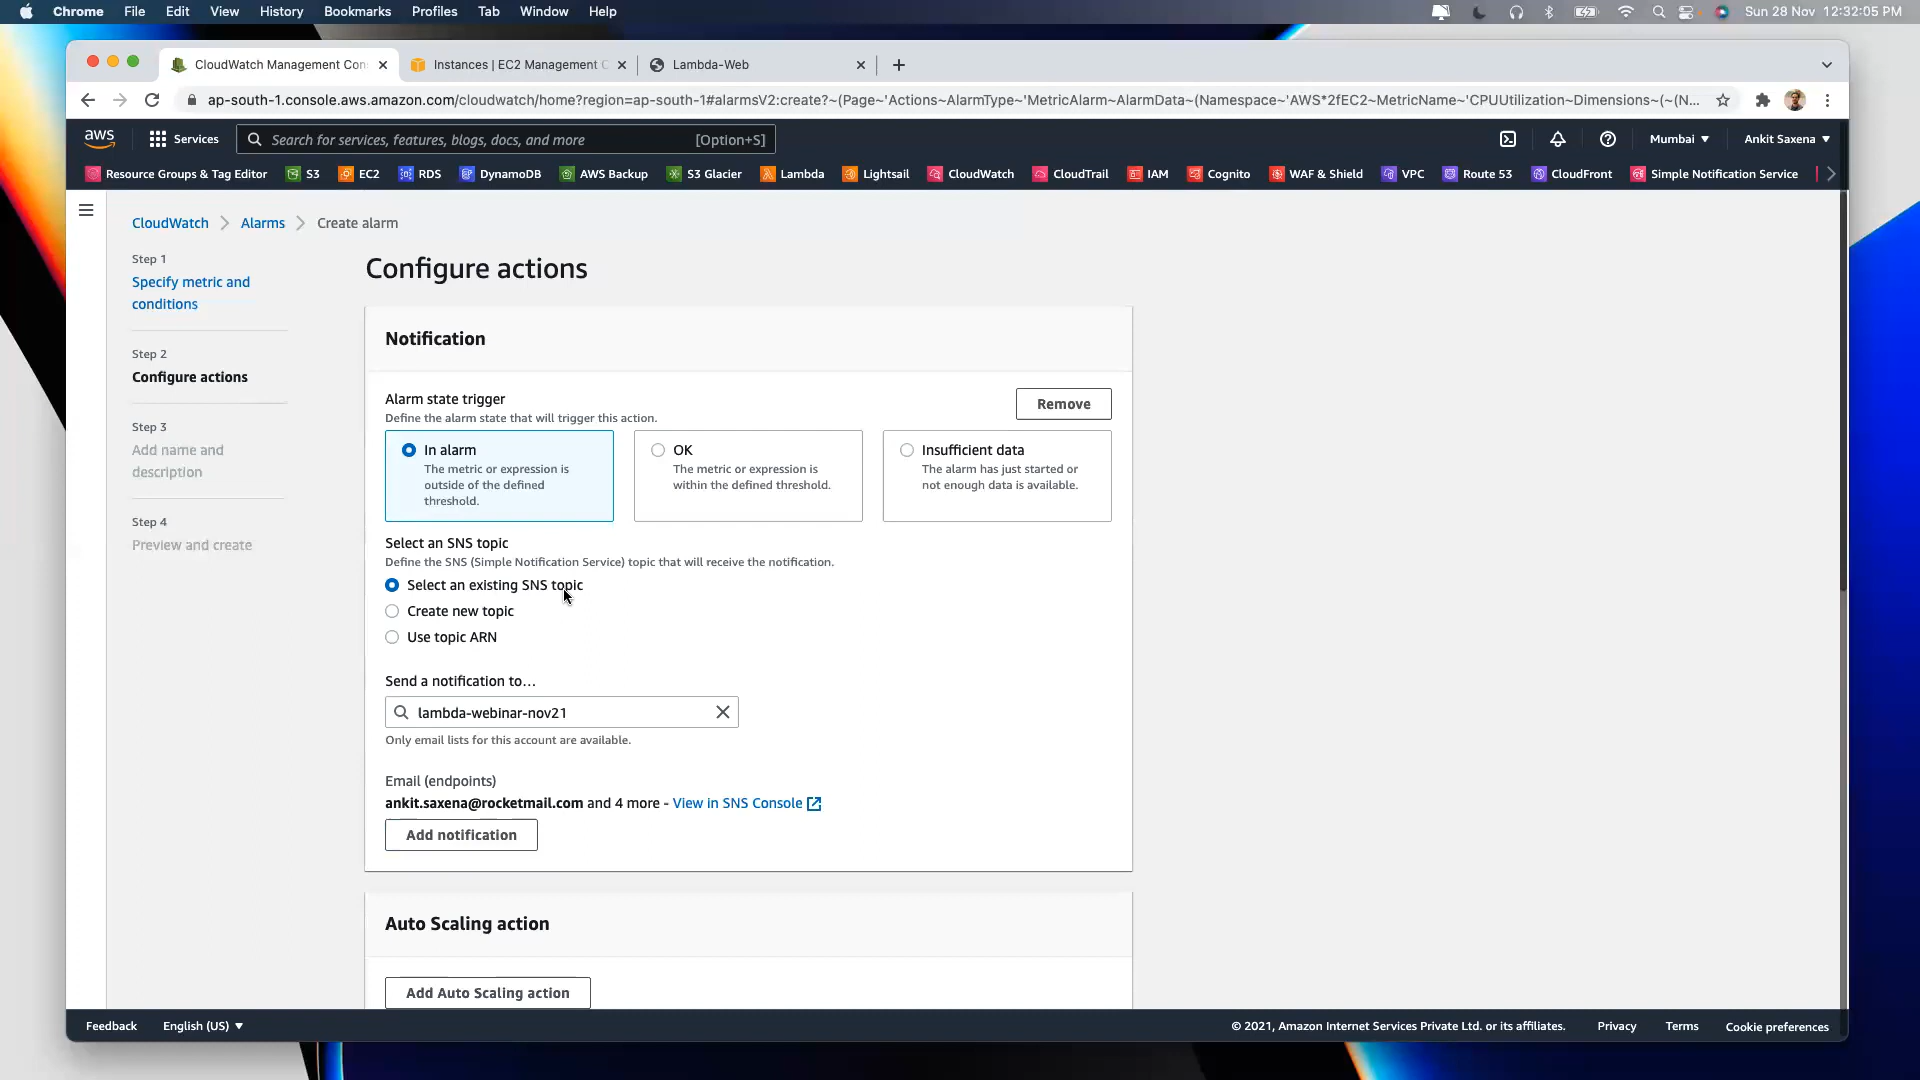 Chrome File Edit View History Bookmarks Profiles Tab Window Help Sun 28 Nov 12:32:05 PM
CloudWatch Management Con Instances | EC2 Management C Lambda-Web
ap-south-1.console.aws.amazon.com/cloudwatch/home?region=ap-south-1#alarmsV2:create?~(Page~'Actions~AlarmType~'MetricAlarm~AlarmData~(Namespace~'AWS*2fEC2~MetricName~'CPUUtilization~Dimensions~(~(N...
aws Services Search for services, features, blogs, docs, and more [Option+S] Mumbai ▼ Ankit Saxena ▼
Resource Groups & Tag Editor S3 EC2 RDS DynamoDB AWS Backup S3 Glacier Lambda Lightsail CloudWatch CloudTrail IAM Cognito WAF & Shield VPC Route 53 CloudFront Simple Notification Service
CloudWatch Alarms Create alarm
Step 1
Specify metric and
conditions
Step 2
Configure actions
Step 3
Add name and
description
Step 4
Preview and create
Configure actions
Notification
Alarm state trigger
Define the alarm state that will trigger this action.
Remove
In alarm
The metric or expression is
outside of the defined
threshold.
OK
The metric or expression is
within the defined threshold.
Insufficient data
The alarm has just started or
not enough data is available.
Select an SNS topic
Define the SNS (Simple Notification Service) topic that will receive the notification.
Select an existing SNS topic
Create new topic
Use topic ARN
Send a notification to…
lambda-webinar-nov21
Only email lists for this account are available.
Email (endpoints)
ankit.saxena@rocketmail.com and 4 more - View in SNS Console
Add notification
Auto Scaling action
Add Auto Scaling action
Feedback English (US) ▼ © 2021, Amazon Internet Services Private Ltd. or its affiliates. Privacy Terms Cookie preferences